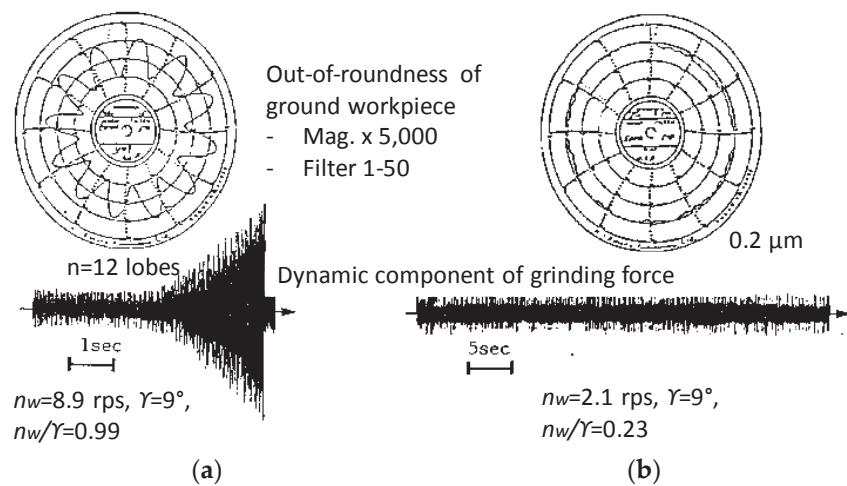 Out-of-roundness of
ground workpiece
- Mag. x 5,000
- Filter 1-50
0.2 μm
n=12 lobes
Dynamic component of grinding force
1sec
5sec
nw=8.9 rps, ϒ=9°,
nw/ϒ=0.99
nw=2.1 rps, ϒ=9°,
nw/ϒ=0.23
(a)
(b)